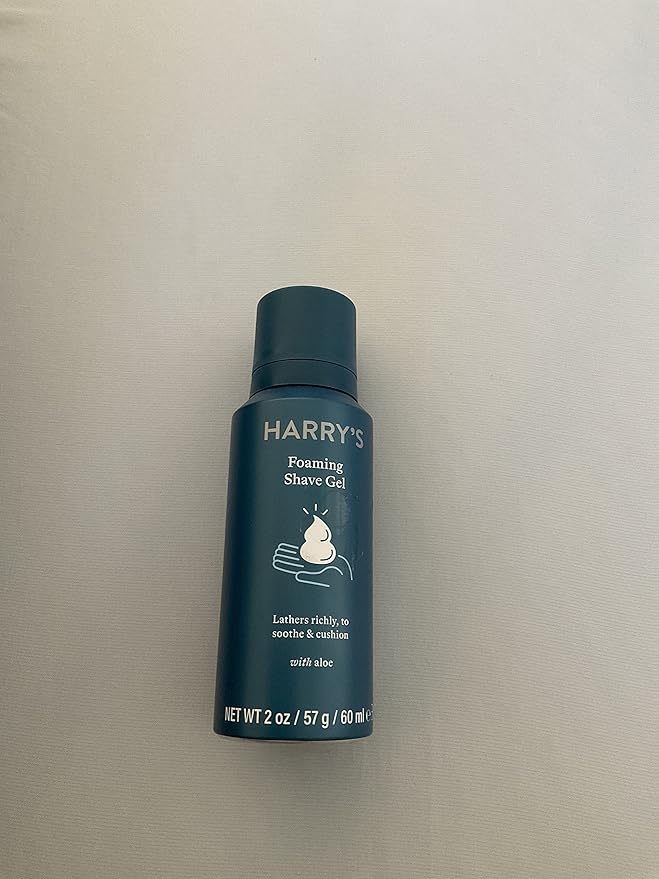 HARRY'S
Foaming
Shave Gel
Lathers richly, to
soothe & cushion
with aloe
NET WT 2 oz / 57 g / 60 ml ℮